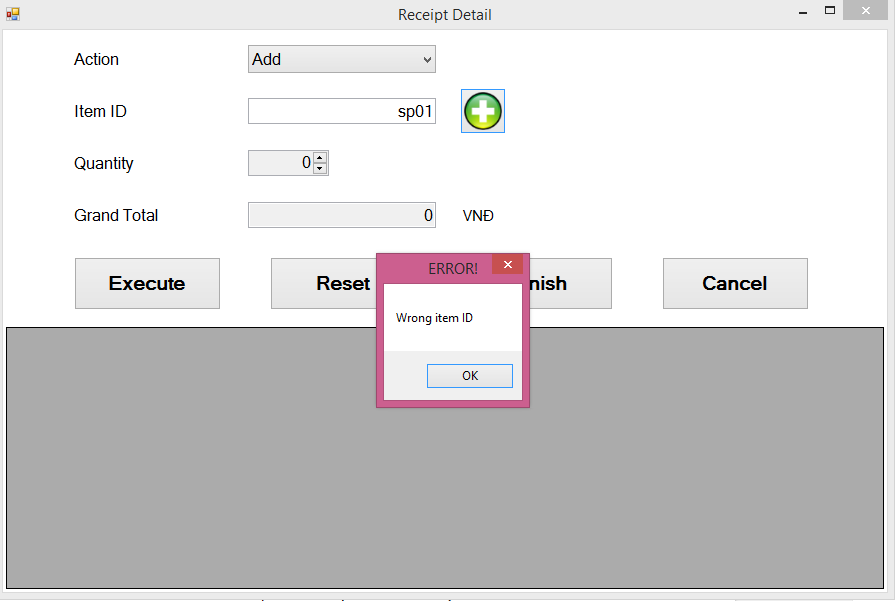 Receipt Detail
Action
Add
Item ID
sp01
Quantity
0
Grand Total
0
VNĐ
Execute
Reset
nish
Cancel
ERROR!
Wrong item ID
OK